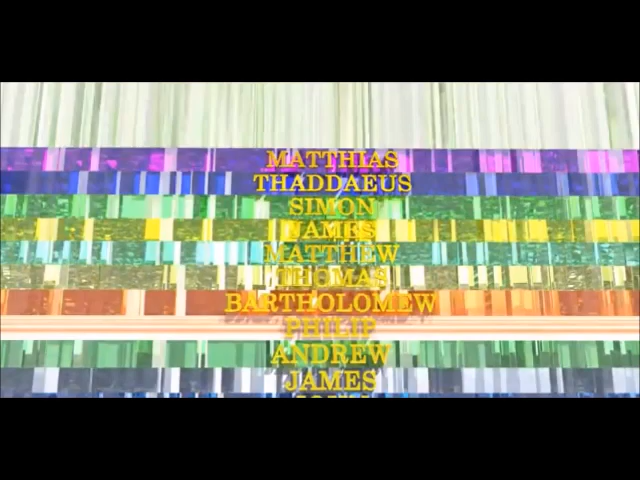 MATTHIAS
THADDAEUS
SIMON
JAMES
MATTHEW
THOMAS
BARTHOLOMEW
PHILIP
ANDREW
JAMES